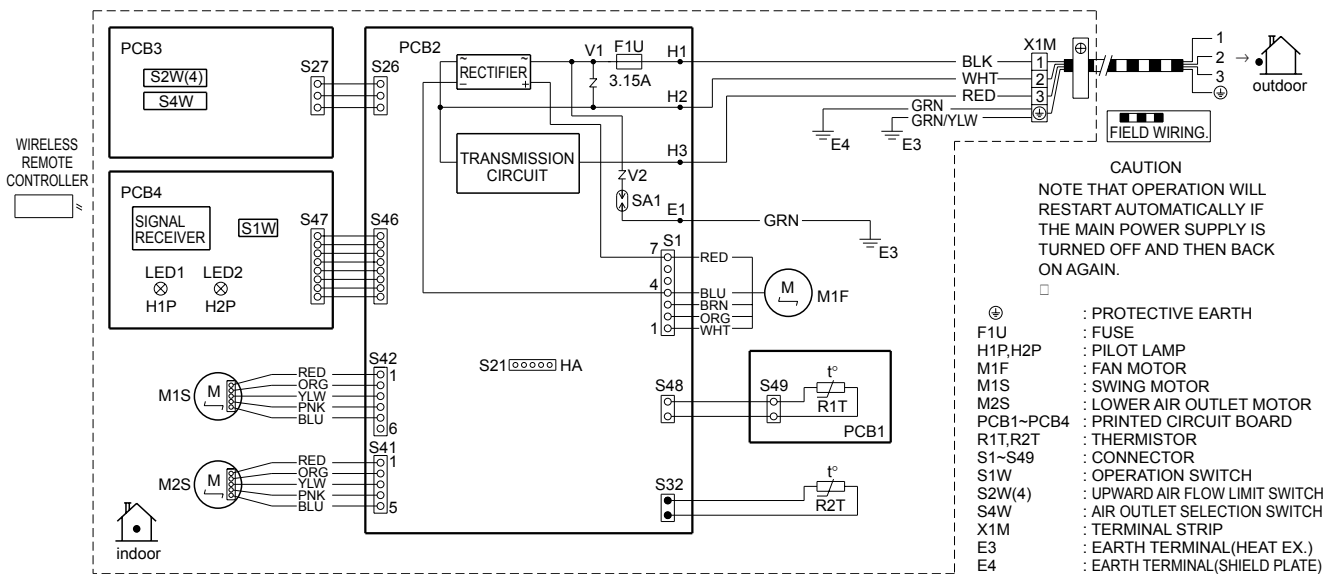 PCB3
S2W(4)
S4W
S27
S26
PCB2
RECTIFIER
~
~
−
+
V1
F1U
3.15A
Z
H1
H2
H3
TRANSMISSION
CIRCUIT
Z
V2
SA1
E1
GRN
E3
BLK
WHT
RED
GRN
GRN/YLW
E4
E3
X1M
1
2
3
1
2
3
→
outdoor
FIELD WIRING.
WIRELESS
REMOTE
CONTROLLER
PCB4
SIGNAL
RECEIVER
S1W
LED1
LED2
H1P
H2P
S47
S46
S1
7
4
1
RED
BLU
BRN
ORG
WHT
M
M1F
S21
HA
S42
1
6
RED
ORG
YLW
PNK
BLU
M1S
M
S41
1
5
RED
ORG
YLW
PNK
BLU
M2S
M
S48
S49
t°
R1T
PCB1
S32
t°
R2T
indoor
CAUTION
NOTE THAT OPERATION WILL
RESTART AUTOMATICALLY IF
THE MAIN POWER SUPPLY IS
TURNED OFF AND THEN BACK
ON AGAIN.
: PROTECTIVE EARTH
F1U : FUSE
H1P,H2P : PILOT LAMP
M1F : FAN MOTOR
M1S : SWING MOTOR
M2S : LOWER AIR OUTLET MOTOR
PCB1~PCB4 : PRINTED CIRCUIT BOARD
R1T,R2T : THERMISTOR
S1~S49 : CONNECTOR
S1W : OPERATION SWITCH
S2W(4) : UPWARD AIR FLOW LIMIT SWITCH
S4W : AIR OUTLET SELECTION SWITCH
X1M : TERMINAL STRIP
E3 : EARTH TERMINAL(HEAT EX.)
E4 : EARTH TERMINAL(SHIELD PLATE)